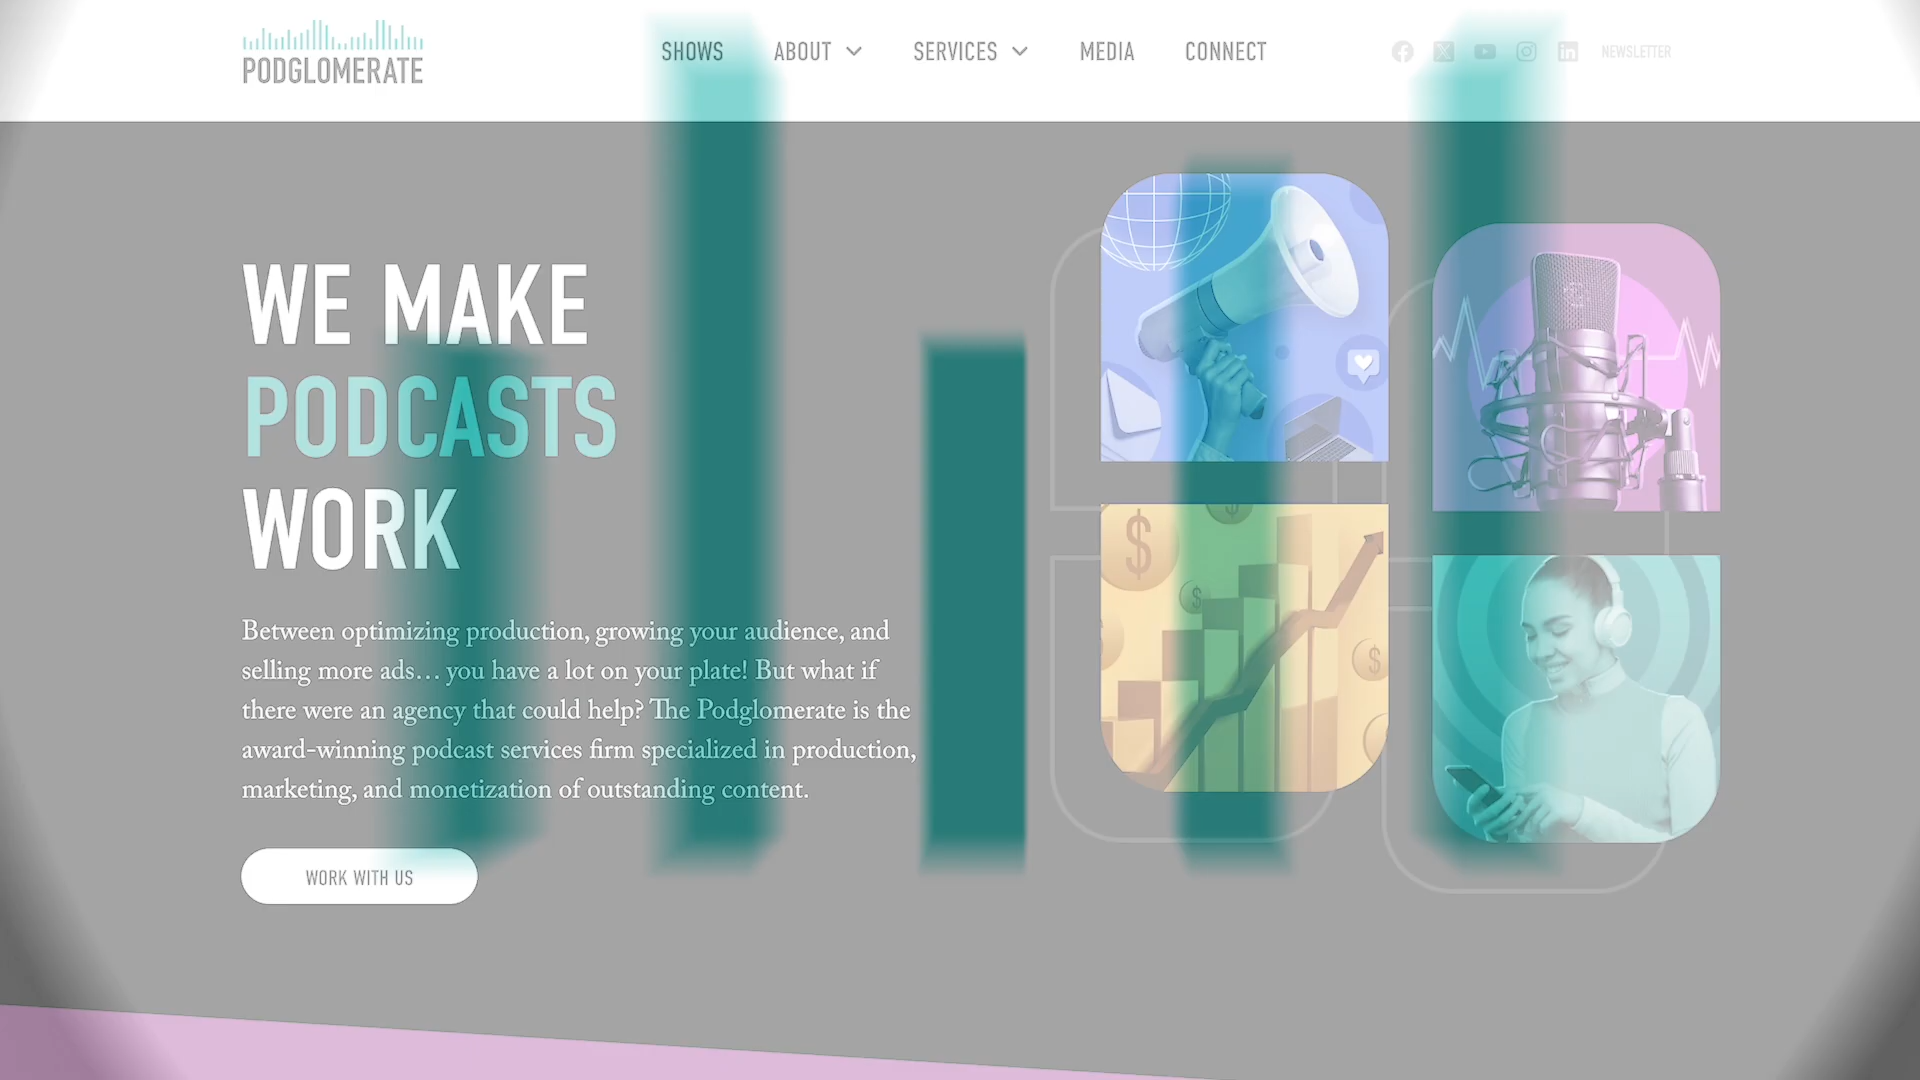 PODGLOMERATE
SHOWS ABOUT SERVICES MEDIA CONNECT NEWSLETTER
WE MAKE
PODCASTS
WORK
Between optimizing production, growing your audience, and
selling more ads… you have a lot on your plate! But what if
there were an agency that could help? The Podglomerate is the
award-winning podcast services firm specialized in production,
marketing, and monetization of outstanding content.
WORK WITH US
$
$
$
$